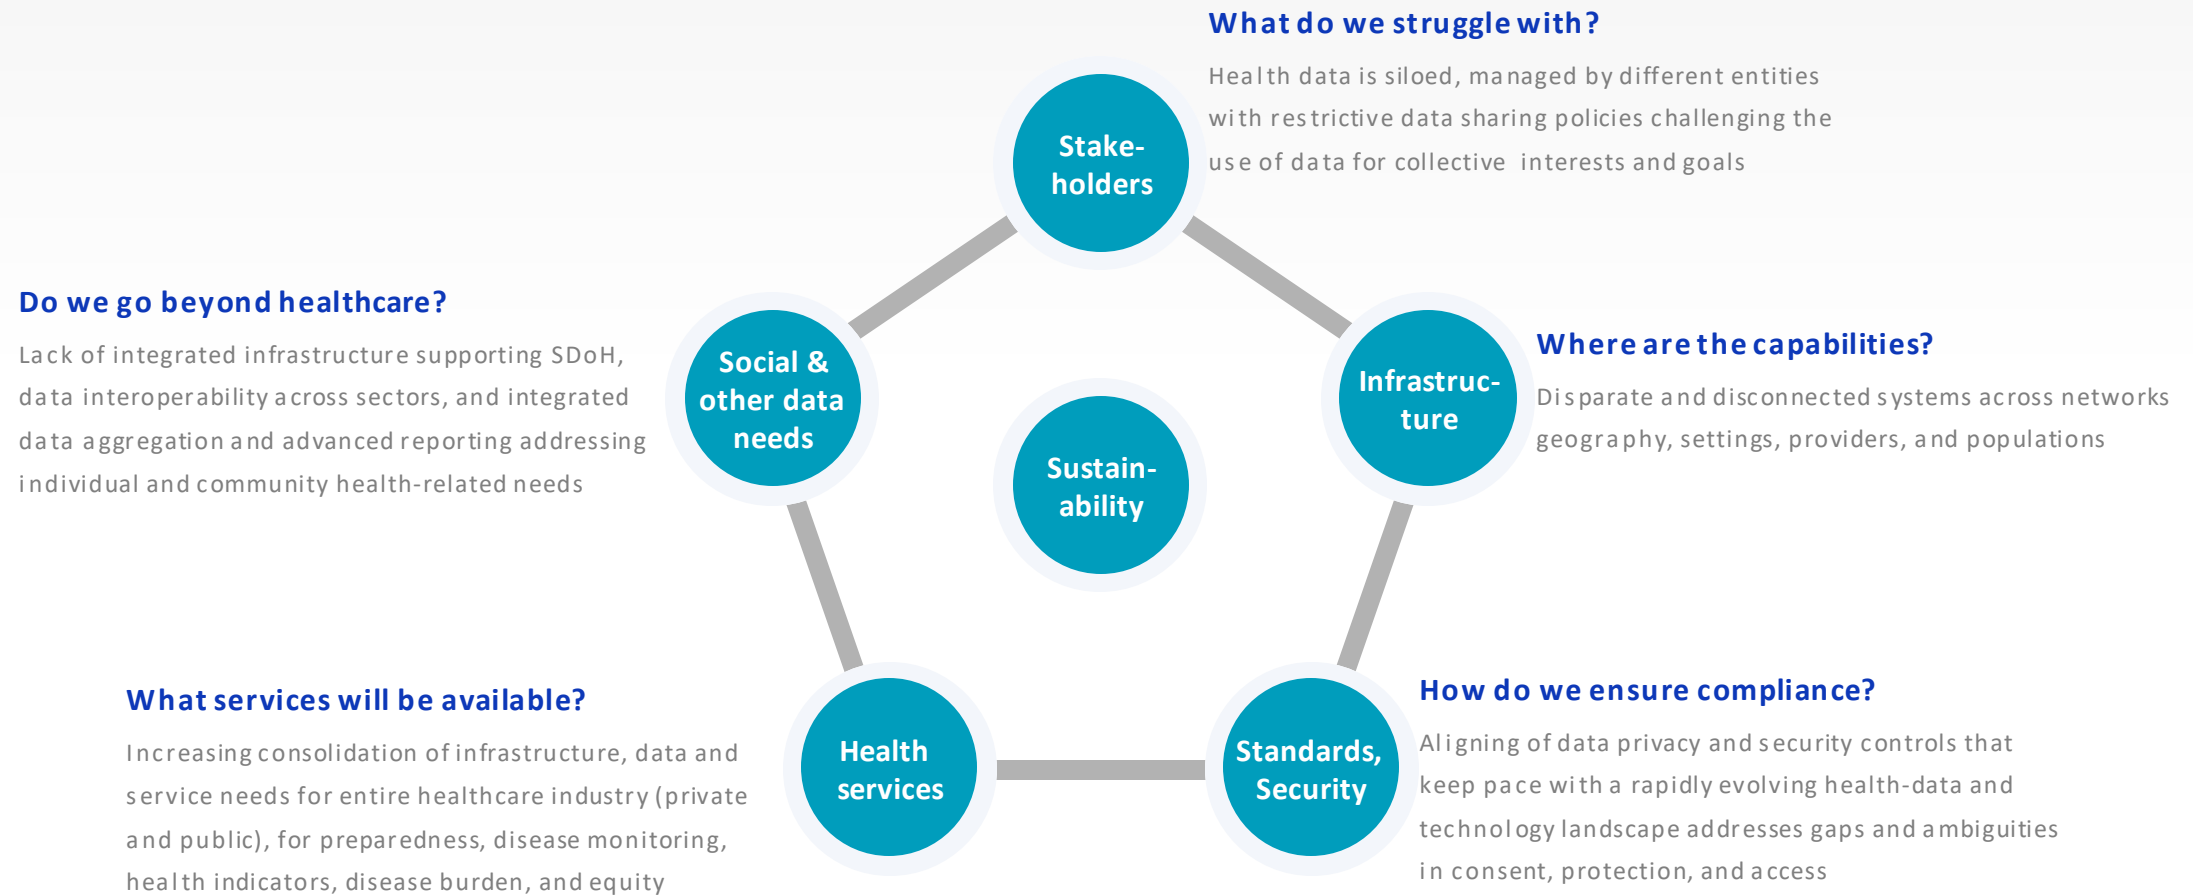 What do we struggle with?
Health data is siloed, managed by different entities
with restrictive data sharing policies challenging the
use of data for collective interests and goals
Stake-
holders
Do we go beyond healthcare?
Lack of integrated infrastructure supporting SDoH,
data interoperability across sectors, and integrated
data aggregation and advanced reporting addressing
individual and community health-related needs
Social &
other data
needs
Infrastruc-
ture
Where are the capabilities?
Disparate and disconnected systems across networks
geography, settings, providers, and populations
Sustain-
ability
What services will be available?
Increasing consolidation of infrastructure, data and
service needs for entire healthcare industry (private
and public), for preparedness, disease monitoring,
health indicators, disease burden, and equity
Health
services
Standards,
Security
How do we ensure compliance?
Aligning of data privacy and security controls that
keep pace with a rapidly evolving health-data and
technology landscape addresses gaps and ambiguities
in consent, protection, and access